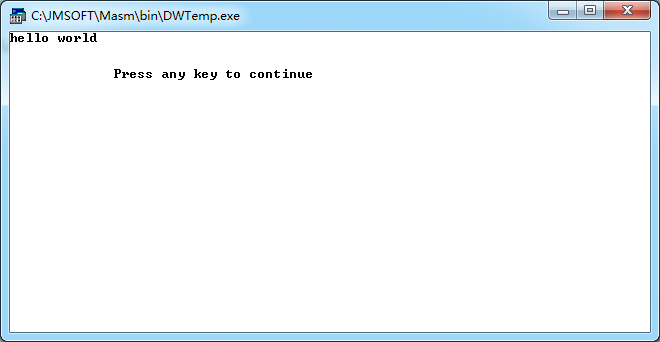 C:\JMSOFT\Masm\bin\DWTemp.exe
hello world
Press any key to continue